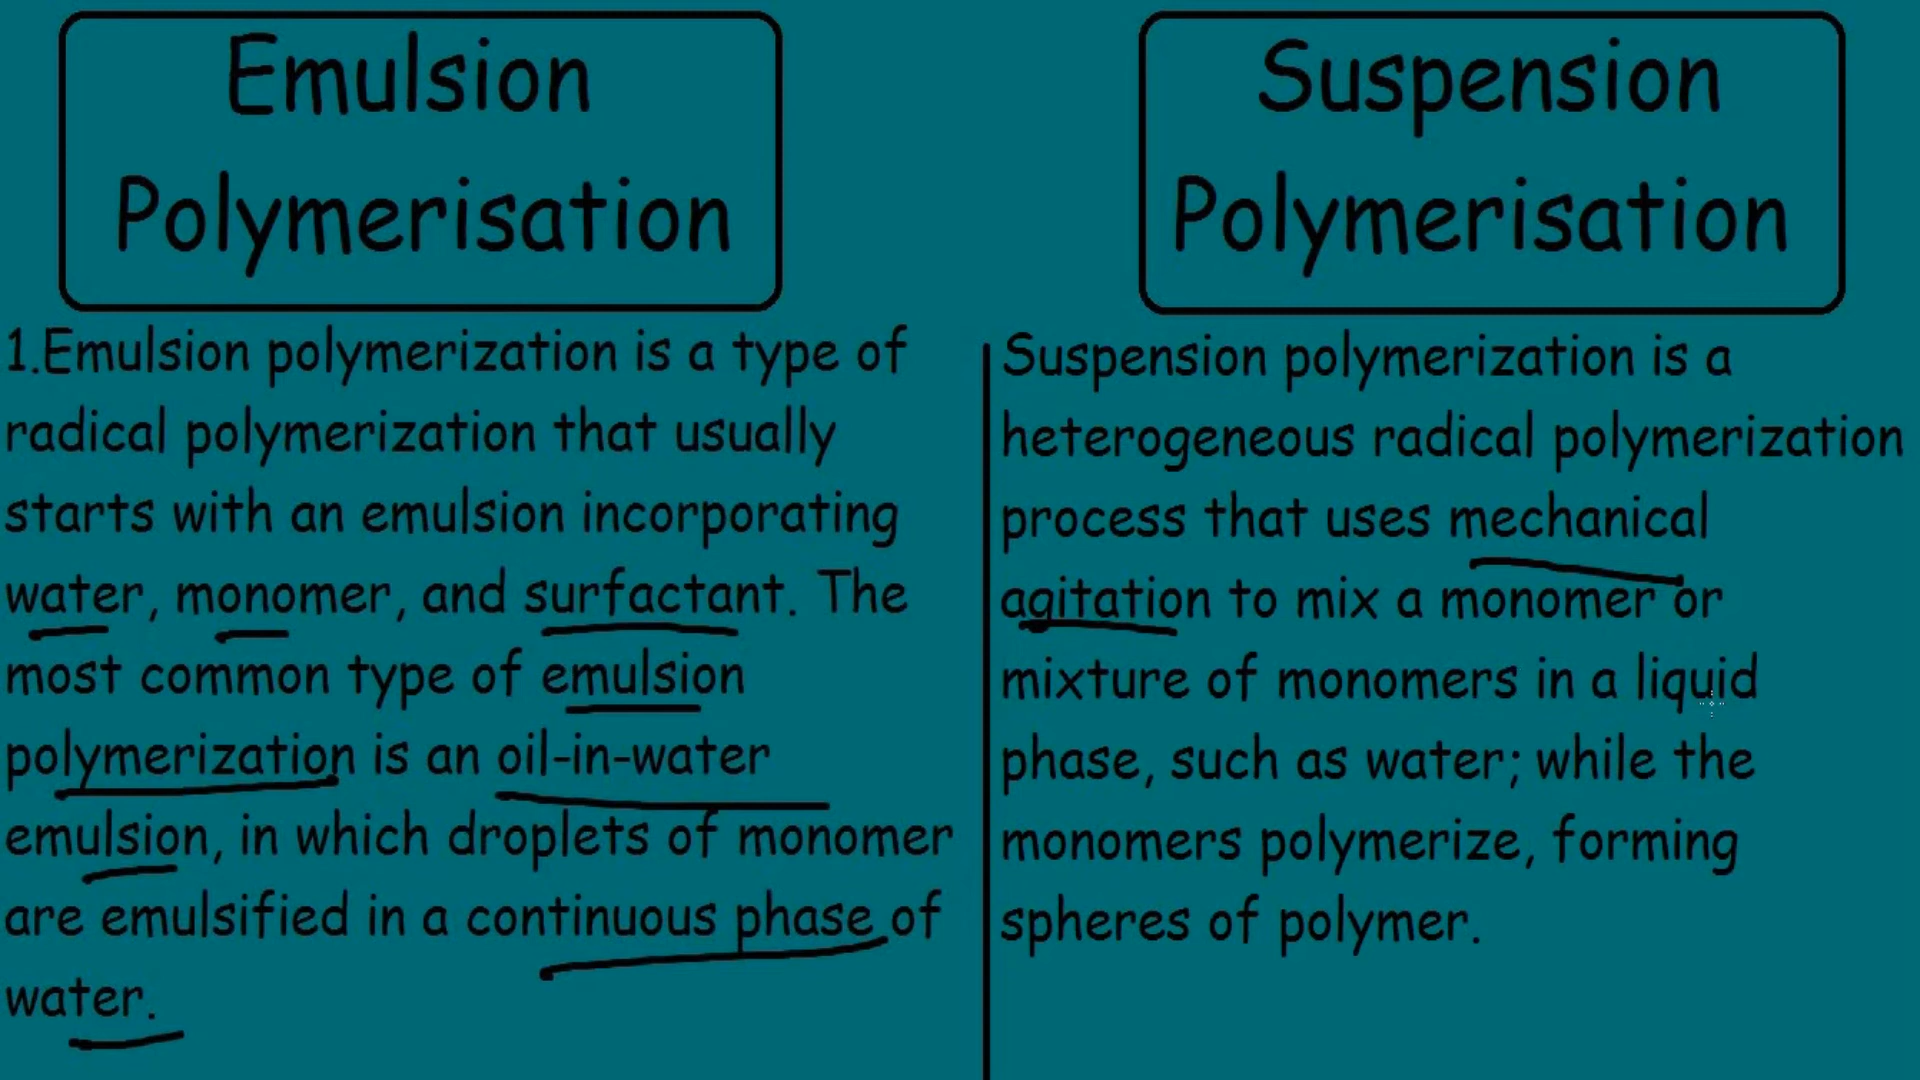 Emulsion
Polymerisation
1.Emulsion polymerization is a type of
radical polymerization that usually
starts with an emulsion incorporating
water, monomer, and surfactant. The
most common type of emulsion
polymerization is an oil-in-water
emulsion, in which droplets of monomer
are emulsified in a continuous phase of
water.
Suspension
Polymerisation
Suspension polymerization is a
heterogeneous radical polymerization
process that uses mechanical
agitation to mix a monomer or
mixture of monomers in a liquid
phase, such as water; while the
monomers polymerize, forming
spheres of polymer.